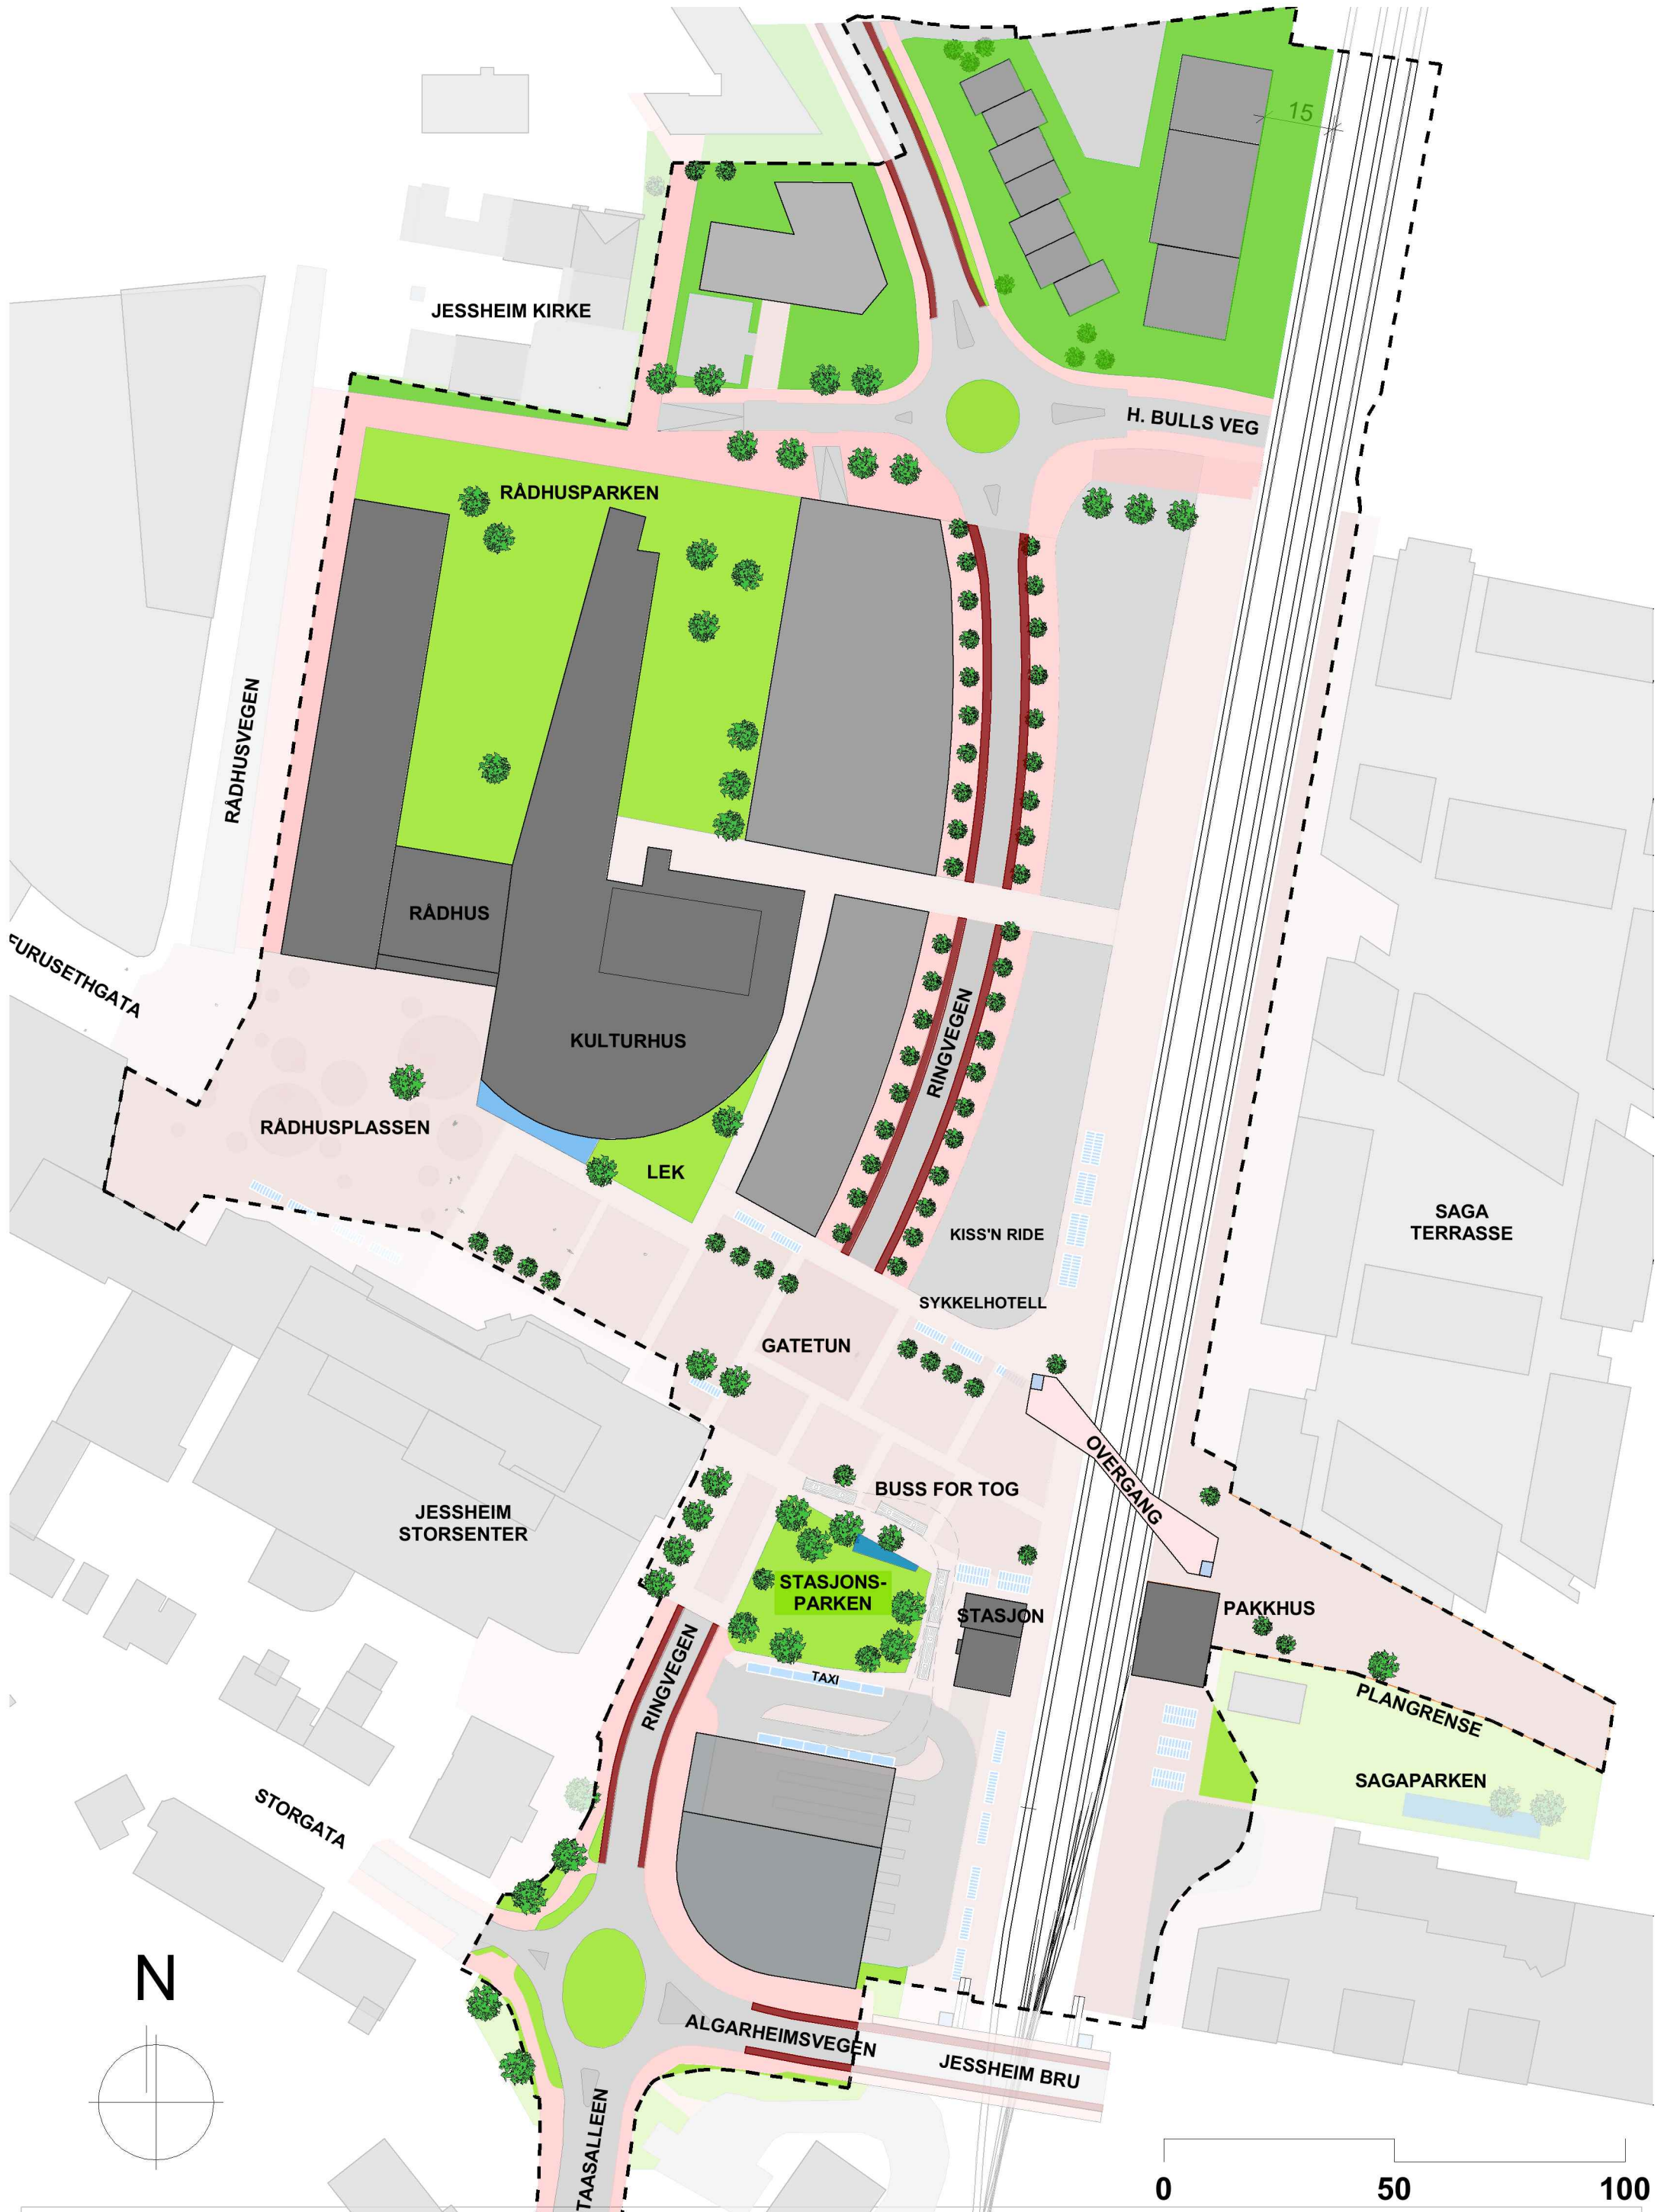 15
JESSHEIM KIRKE
H. BULLS VEG
RÅDHUSPARKEN
RÅDHUSVEGEN
RÅDHUS
FURUSETHGATA
KULTURHUS
RINGVEGEN
RÅDHUSPLASSEN
LEK
SAGA
TERRASSE
KISS'N RIDE
SYKKELHOTELL
GATETUN
OVERGANG
BUSS FOR TOG
JESSHEIM
STORSENTER
STASJONS-
PARKEN
STASJON
PAKKHUS
RINGVEGEN
TAXI
PLANGRENSE
SAGAPARKEN
STORGATA
N
ALGARHEIMSVEGEN
JESSHEIM BRU
TAASALLEEN
0 50 100